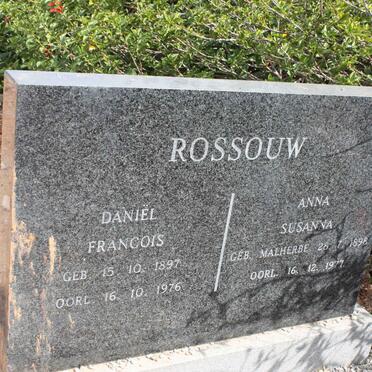 ROSSOUW
DANIËL
FRANCOIS
GEB. 15. 10. 1897
OORL. 16. 10. 1976
ANNA
SUSANNA
GEB. MALHERBE 26. 7. 1898
OORL. 16. 12. 1977